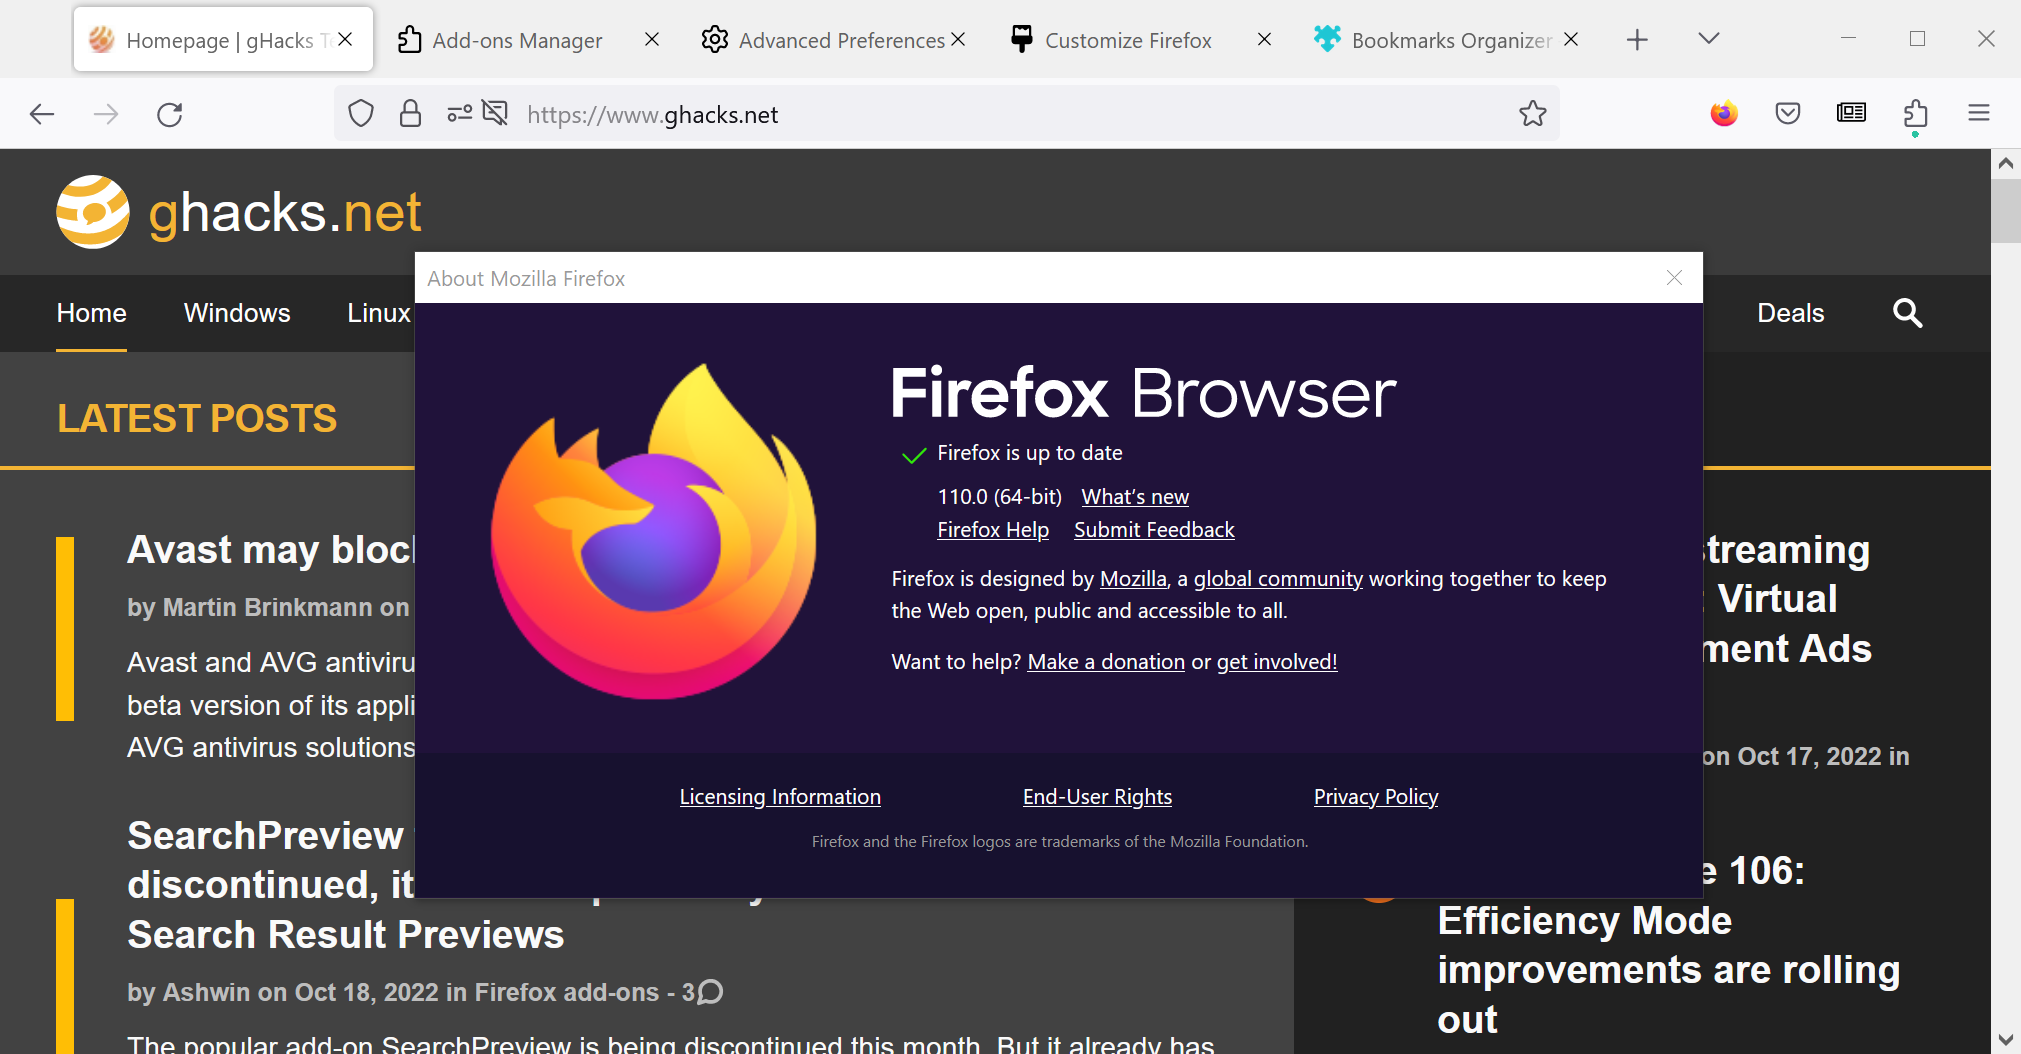 Homepage | gHacks Te
Add-ons Manager
Advanced Preferences
Customize Firefox
Bookmarks Organizer
https://www.ghacks.net
ghacks.net
Home
Windows
Linux
Deals
LATEST POSTS
About Mozilla Firefox
Firefox Browser
Firefox is up to date
110.0 (64-bit) What's new
Firefox Help Submit Feedback
Firefox is designed by Mozilla, a global community working together to keep
the Web open, public and accessible to all.
Want to help? Make a donation or get involved!
Licensing Information
End-User Rights
Privacy Policy
Firefox and the Firefox logos are trademarks of the Mozilla Foundation.
Avast may block
by Martin Brinkmann on
Avast and AVG antiviru
beta version of its appli
AVG antivirus solutions
SearchPreview
discontinued, it
Search Result Previews
by Ashwin on Oct 18, 2022 in Firefox add-ons - 3
The popular add-on SearchPreview is being discontinued this month. But it already has
treaming
: Virtual
ment Ads
on Oct 17, 2022 in
e 106:
Efficiency Mode
improvements are rolling
out